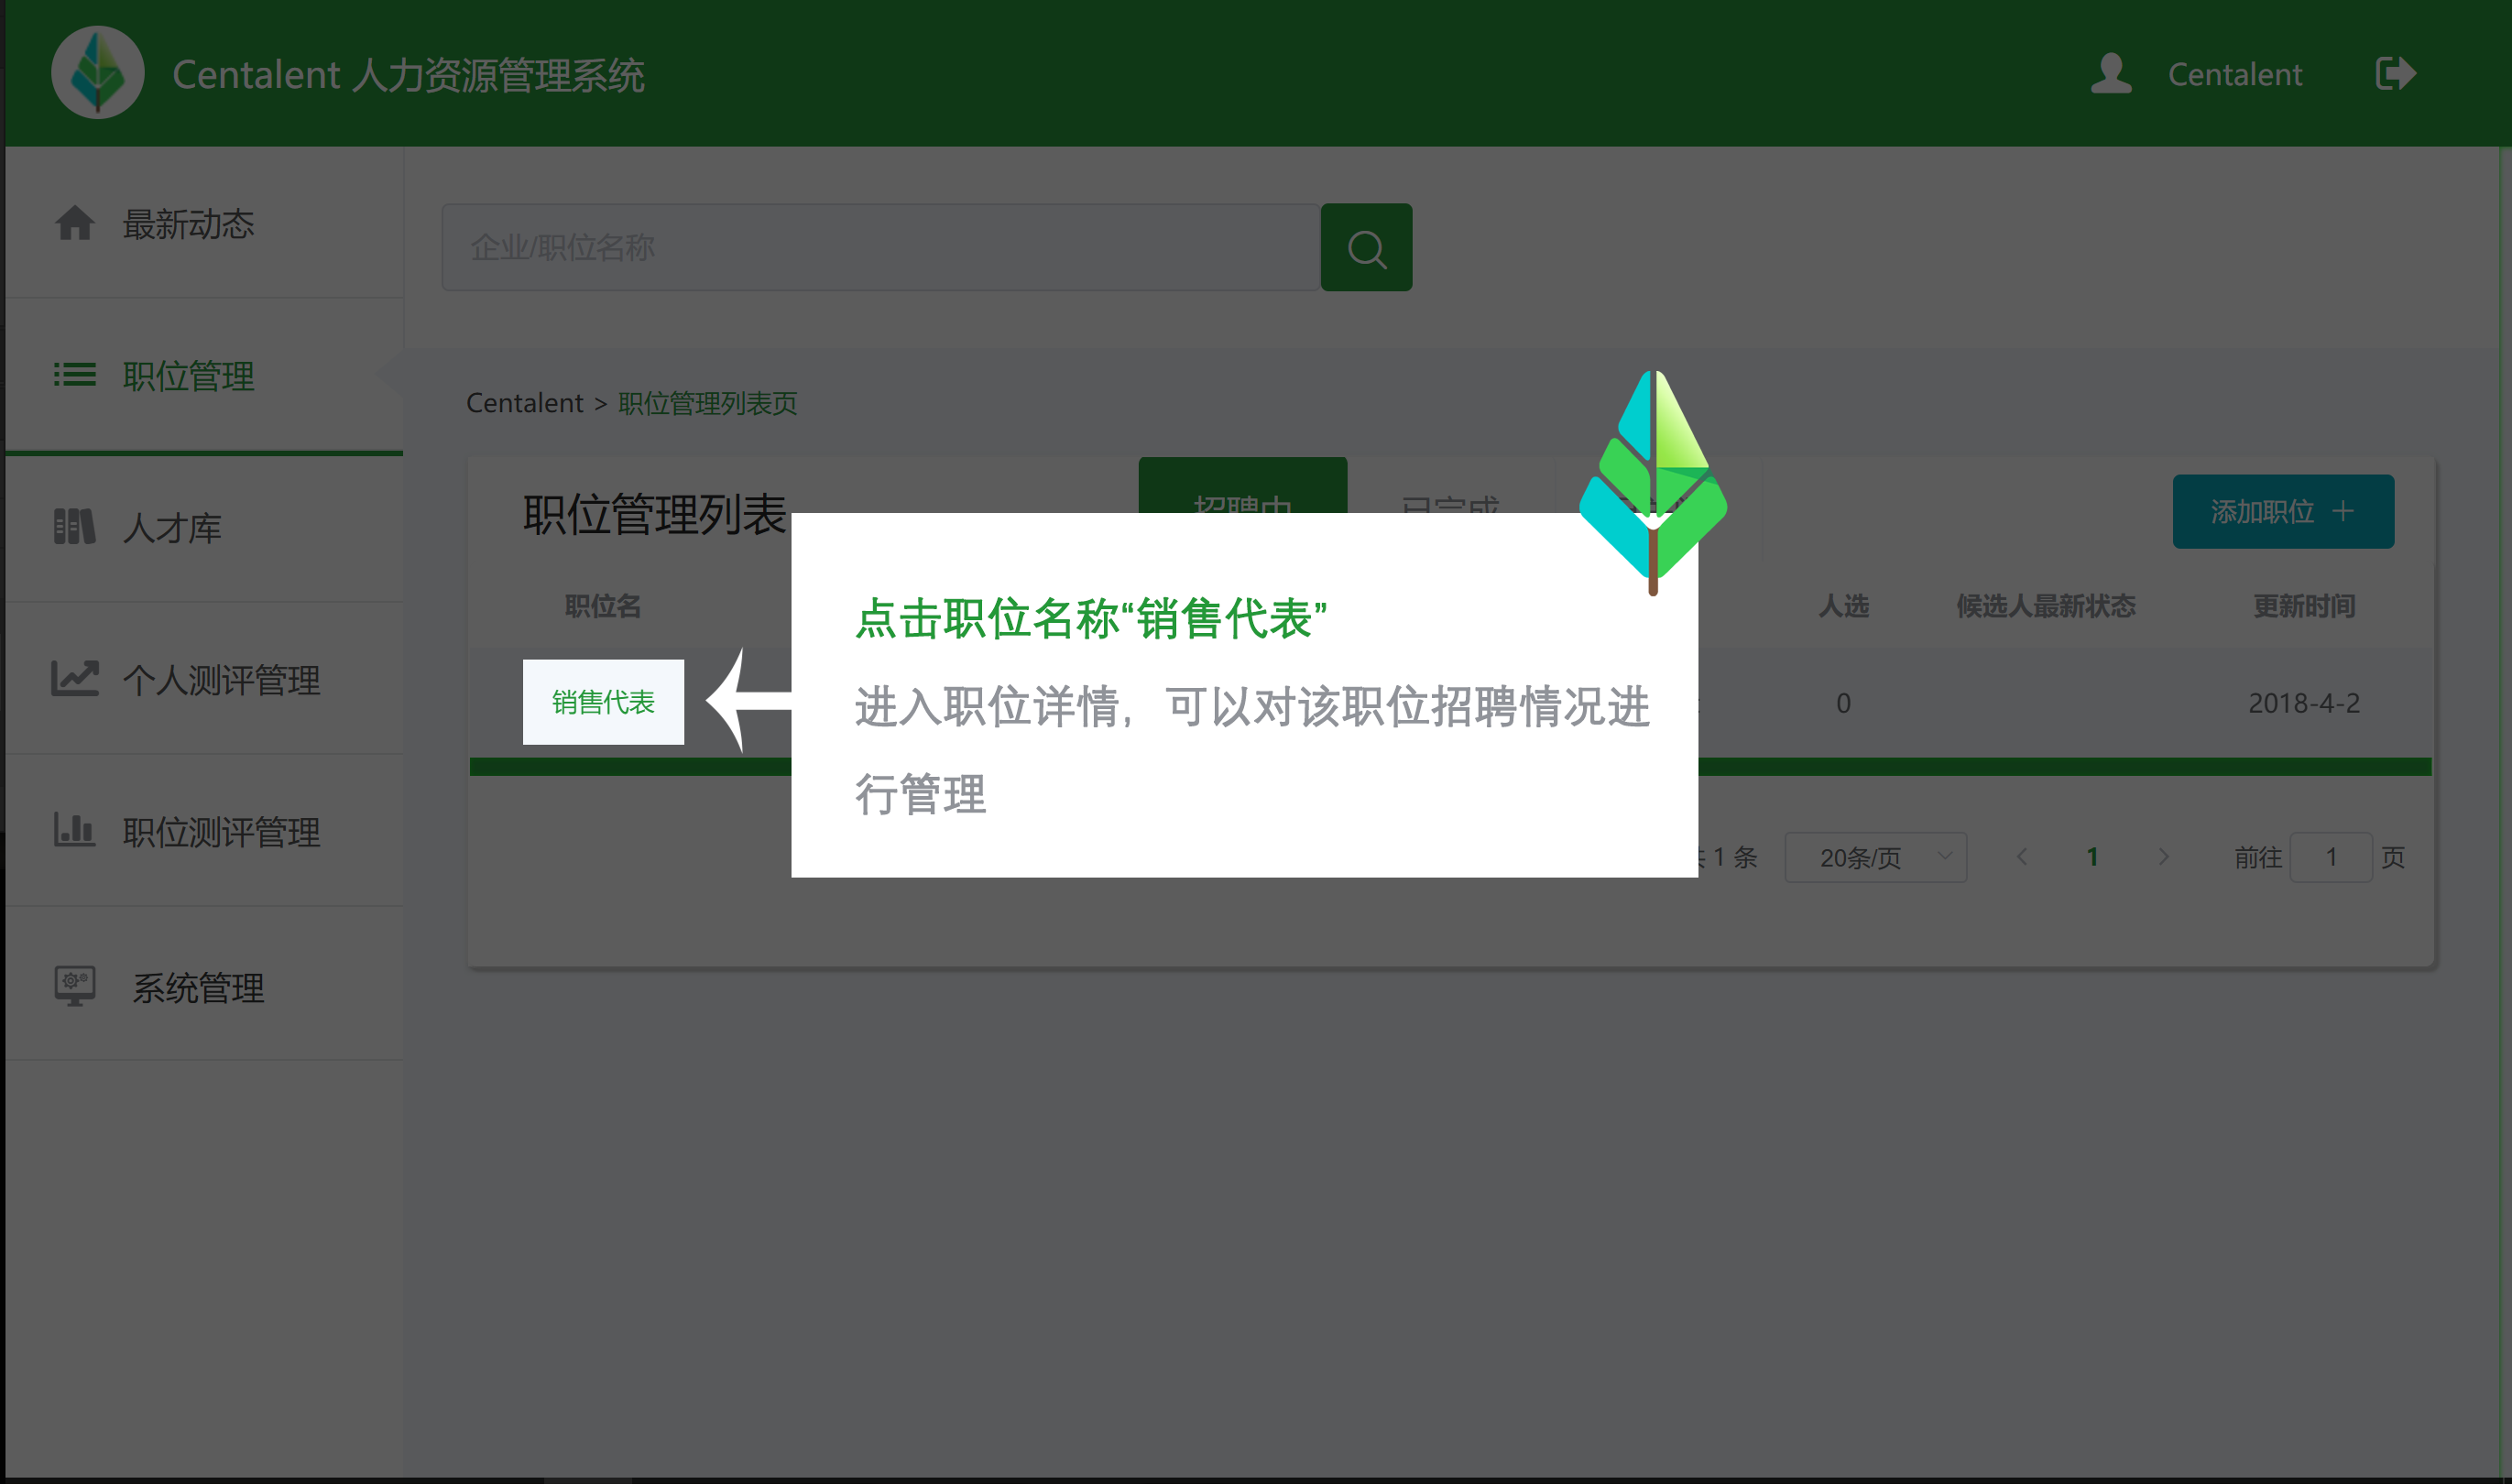 Centalent 人力资源管理系统
Centalent
最新动态
企业/职位名称
职位管理
Centalent > 职位管理列表页
职位管理列表
招聘中
已完成
添加职位
人才库
点击职位名称“销售代表”
职位名
人选
候选人最新状态
更新时间
个人测评管理
销售代表
进入职位详情，可以对该职位招聘情况进
0
2018-4-2
行管理
职位测评管理
1 条
20条/页
1
前往 1 页
系统管理